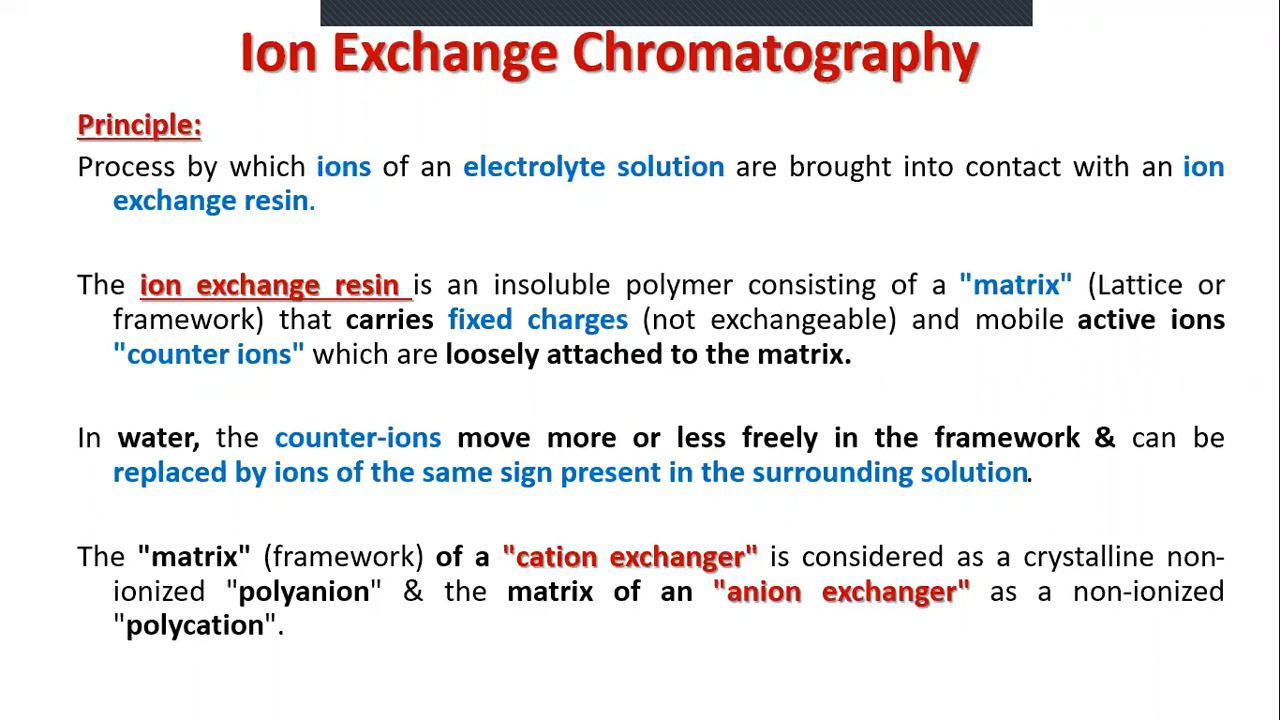 Ion Exchange Chromatography
Principle:
Process by which ions of an electrolyte solution are brought into contact with an ion
exchange resin.
The ion exchange resin is an insoluble polymer consisting of a "matrix" (Lattice or
framework) that carries fixed charges (not exchangeable) and mobile active ions
"counter ions" which are loosely attached to the matrix.
In water, the counter-ions move more or less freely in the framework & can be
replaced by ions of the same sign present in the surrounding solution.
The "matrix" (framework) of a "cation exchanger" is considered as a crystalline non-
ionized "polyanion" & the matrix of an "anion exchanger" as a non-ionized
"polycation".